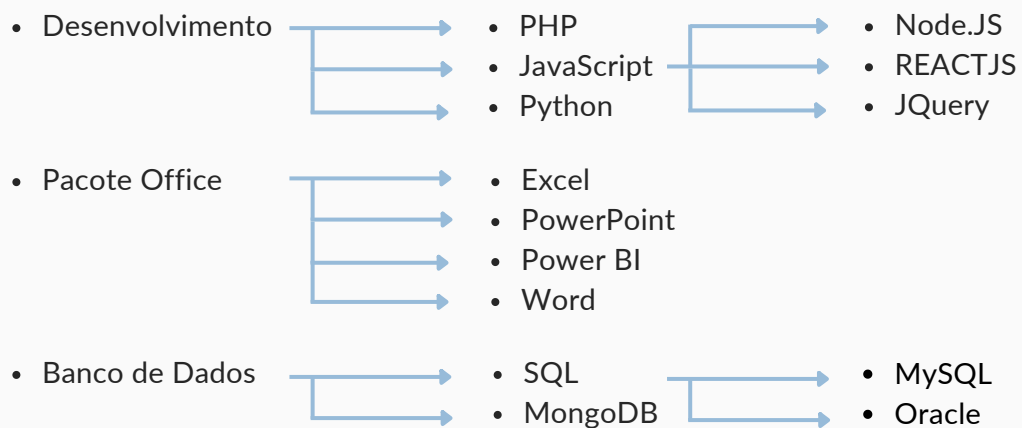 • Desenvolvimento • PHP • Node.JS
• JavaScript • REACTJS
• Python • JQuery
• Pacote Office • Excel
• PowerPoint
• Power BI
• Word
• Banco de Dados • SQL • MySQL
• MongoDB • Oracle